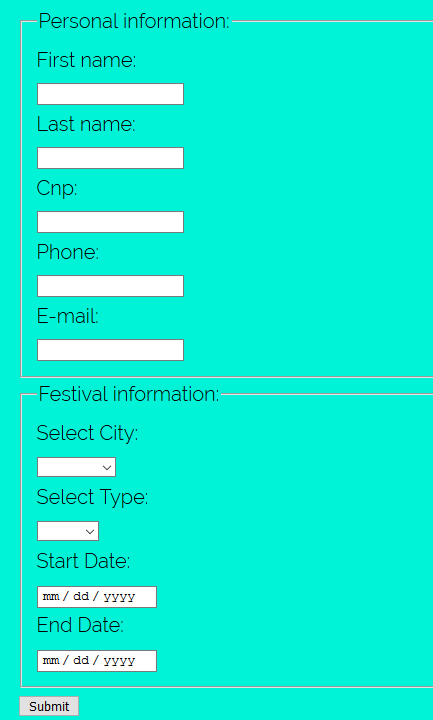 Personal information:
First name:
Last name:
Cnp:
Phone:
E-mail:
Festival information:
Select City:
Select Type:
Start Date:
mm / dd / yyyy
End Date:
mm / dd / yyyy
Submit